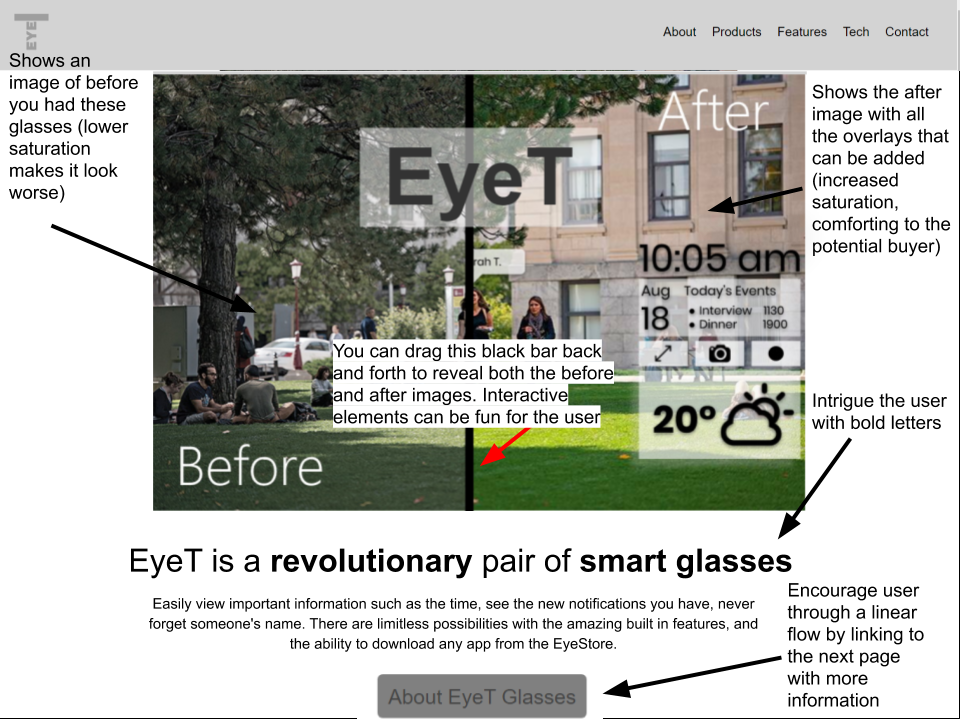 EYE T
About Products Features Tech Contact
Shows an
image of before
you had these
glasses (lower
saturation
makes it look
worse)
After
EyeT
Shows the after
image with all
the overlays that
can be added
(increased
saturation,
comforting to the
potential buyer)
rah T.
10:05 am
Aug Today's Events
18 • Interview 1130
• Dinner 1900
You can drag this black bar back
and forth to reveal both the before
and after images. Interactive
elements can be fun for the user
20°
Before
Intrigue the user
with bold letters
EyeT is a revolutionary pair of smart glasses
Easily view important information such as the time, see the new notifications you have, never
forget someone's name. There are limitless possibilities with the amazing built in features, and
the ability to download any app from the EyeStore.
Encourage user
through a linear
flow by linking to
the next page
with more
information
About EyeT Glasses